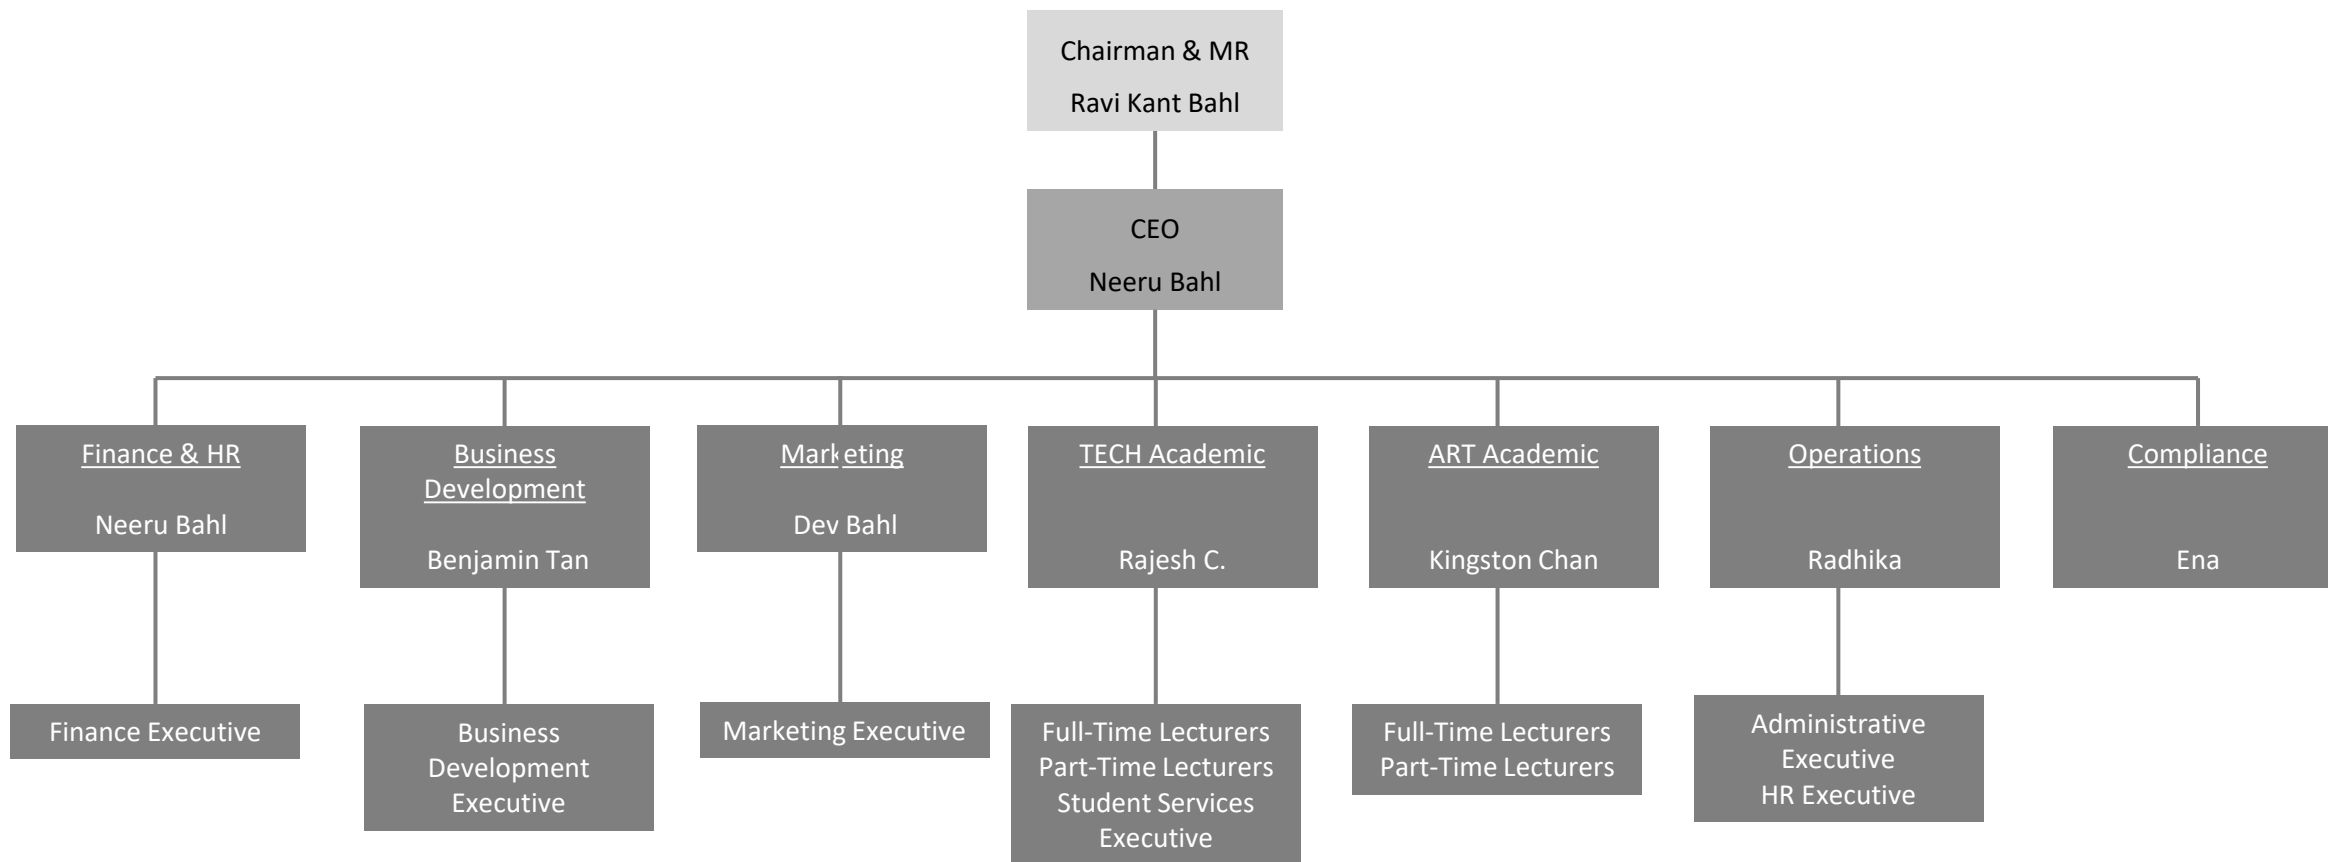 Chairman & MR
Ravi Kant Bahl
CEO
Neeru Bahl
Finance & HR
Neeru Bahl
Business
Development
Benjamin Tan
Marketing
Dev Bahl
TECH Academic
Rajesh C.
ART Academic
Kingston Chan
Operations
Radhika
Compliance
Ena
Finance Executive
Business
Development
Executive
Marketing Executive
Full-Time Lecturers
Part-Time Lecturers
Student Services
Executive
Full-Time Lecturers
Part-Time Lecturers
Administrative
Executive
HR Executive